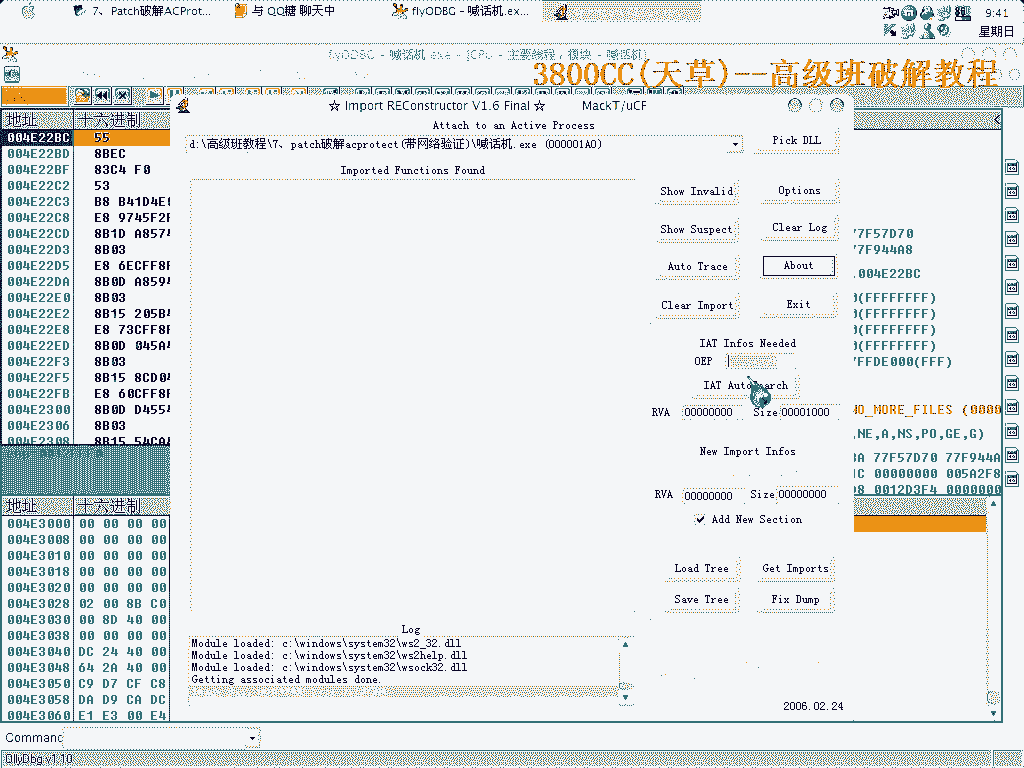 7、Patch破解ACProt...
与 QQ糖 聊天中
flyODBG - 喊话机.ex...
9:41
星期日
flyODBG - 喊话机.exe - [CPU - 主要线程, 模块 - 喊话机]
3800CC(天草)--高级班破解教程
☆ Import REConstructor V1.6 Final ☆ MackT/uCF
Attach to an Active Process
d:\高级班教程\7、patch破解acprotect(带网络验证)\喊话机.exe (000001A0)
Pick DLL
Imported Functions Found
Show Invalid
Options
Show Suspect
Clear Log
Auto Trace
About
Clear Import
Exit
IAT Infos Needed
OEP
IAT AutoSearch
RVA 00000000 Size 00001000
New Import Infos
RVA 00000000 Size 00000000
Add New Section
Load Tree
Get Imports
Save Tree
Fix Dump
2006.02.24
Log
Module loaded: c:\windows\system32\ws2_32.dll
Module loaded: c:\windows\system32\ws2help.dll
Module loaded: c:\windows\system32\wsock32.dll
Getting associated modules done.
地址 十六进制
004E22BC 55
004E22BD 8BEC
004E22BF 83C4 F0
004E22C2 53
004E22C3 B8 B41D4E
004E22C8 E8 9745F2
004E22CD 8B1D A857
004E22D3 8B03
004E22D5 E8 6ECFF8
004E22DA 8B0D A859
004E22E0 8B03
004E22E2 8B15 205B
004E22E8 E8 73CFF8
004E22ED 8B0D 045A
004E22F3 8B03
004E22F5 8B15 8CD0
004E22FB E8 60CFF8
004E2300 8B0D D455
004E2306 8B03
004E2308 8B15 54CA
77F57D70
77F944A8
.004E22BC
0(FFFFFFFF)
0(FFFFFFFF)
0(FFFFFFFF)
0(FFFFFFFF)
7FFDE000(FFF)
NO_MORE_FILES (0000
,NE,A,NS,PO,GE,G)
BA 77F57D70 77F944A
1C 00000000 005A2F8
D8 0012D3F4 0000000
地址 十六进制
004E3000 00 00 00 00
004E3008 00 00 00 00
004E3010 00 00 00 00
004E3018 00 00 00 00
004E3020 00 00 00 00
004E3028 02 00 8B C0
004E3030 00 8D 40 00
004E3038 00 00 00 00
004E3040 DC 24 40 00
004E3048 64 2A 40 00
004E3050 C9 D7 CF C8
004E3058 DA D9 CA DC
004E3060 E1 E3 00 E4
Command
OllyDbg v1.10